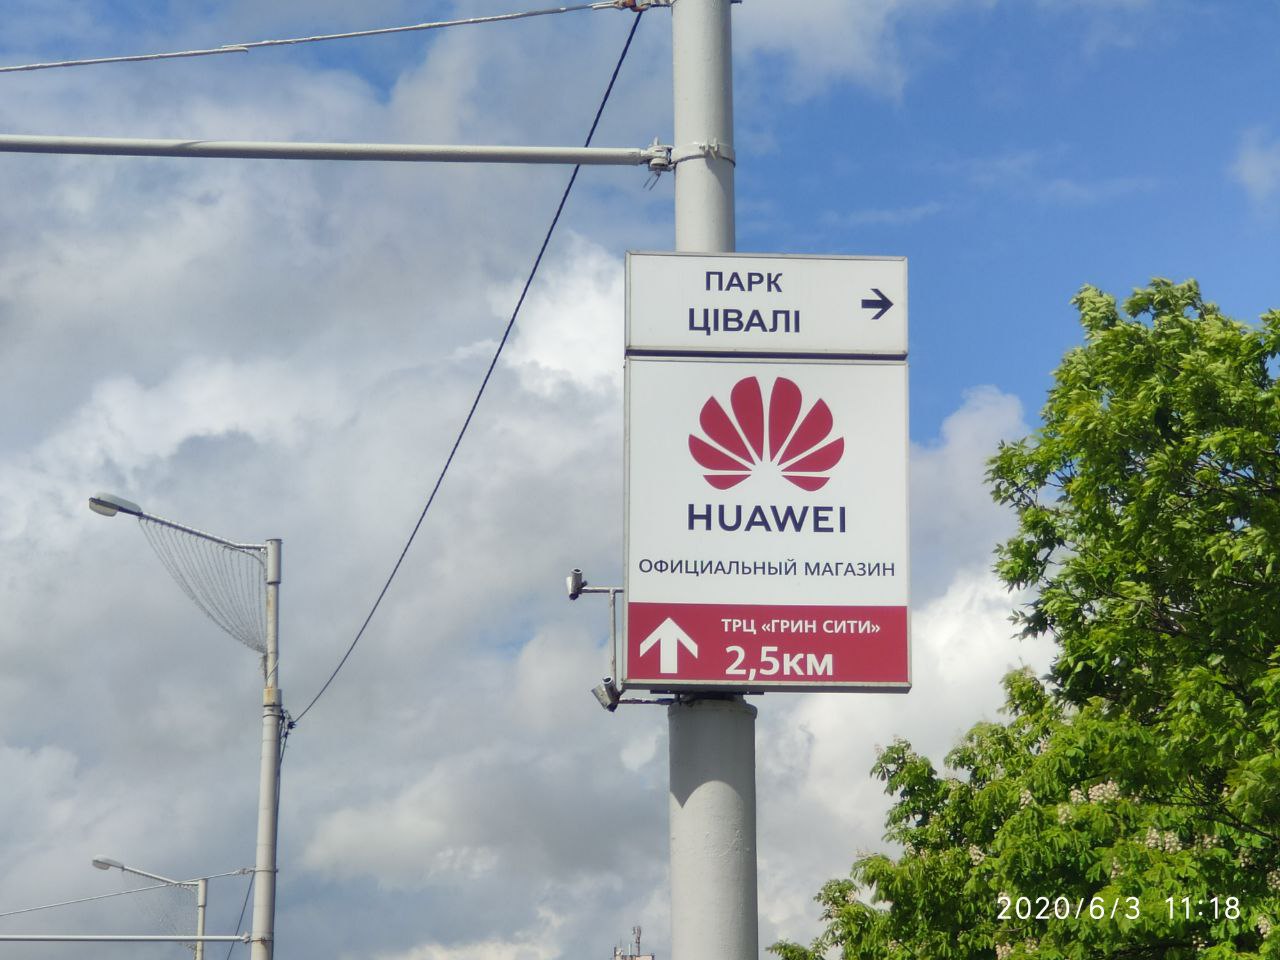 ПАРК
ЦІВАЛІ
HUAWEI
ОФИЦИАЛЬНЫЙ МАГАЗИН
ТРЦ «ГРИН СИТИ»
2,5км
2020/6/3 11:18